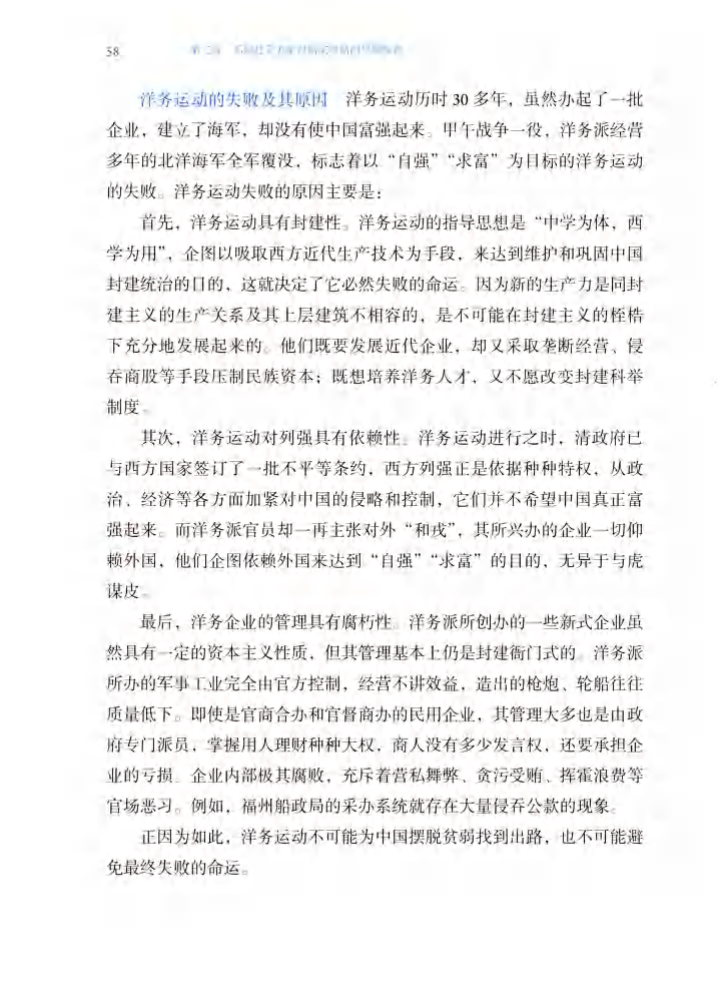 58
洋务运动的失败及其原因 洋务运动历时 30 多年，虽然办起了一批
企业，建立了海军，却没有使中国富强起来。甲午战争一役，洋务派经营
多年的北洋海军全军覆没，标志着以“自强”“求富”为目标的洋务运动
的失败。洋务运动失败的原因主要是：
首先，洋务运动具有封建性。洋务运动的指导思想是“中学为体，西
学为用”，企图以吸取西方近代生产技术为手段，来达到维护和巩固中国
封建统治的目的，这就决定了它必然失败的命运。因为新的生产力是同封
建主义的生产关系及其上层建筑不相容的，是不可能在封建主义的桎梏
下充分地发展起来的。他们既要发展近代企业，却又采取垄断经营、侵
吞商股等手段压制民族资本；既想培养洋务人才，又不愿改变封建科举
制度。
其次，洋务运动对列强具有依赖性。洋务运动进行之时，清政府已
与西方国家签订了一批不平等条约，西方列强正是依据种种特权，从政
治、经济等各方面加紧对中国的侵略和控制，它们并不希望中国真正富
强起来。而洋务派官员却一再主张对外“和戎”，其所兴办的企业一切仰
赖外国，他们企图依赖外国来达到“自强”“求富”的目的，无异于与虎
谋皮。
最后，洋务企业的管理具有腐朽性。洋务派所创办的一些新式企业虽
然具有一定的资本主义性质，但其管理基本上仍是封建衙门式的。洋务派
所办的军事工业完全由官方控制，经营不讲效益，造出的枪炮、轮船往往
质量低下。即使是官商合办和官督商办的民用企业，其管理大多也是由政
府专门派员，掌握用人理财种种大权，商人没有多少发言权，还要承担企
业的亏损。企业内部极其腐败，充斥着营私舞弊、贪污受贿、挥霍浪费等
官场恶习。例如，福州船政局的采办系统就存在大量侵吞公款的现象。
正因为如此，洋务运动不可能为中国摆脱贫弱找到出路，也不可能避
免最终失败的命运。